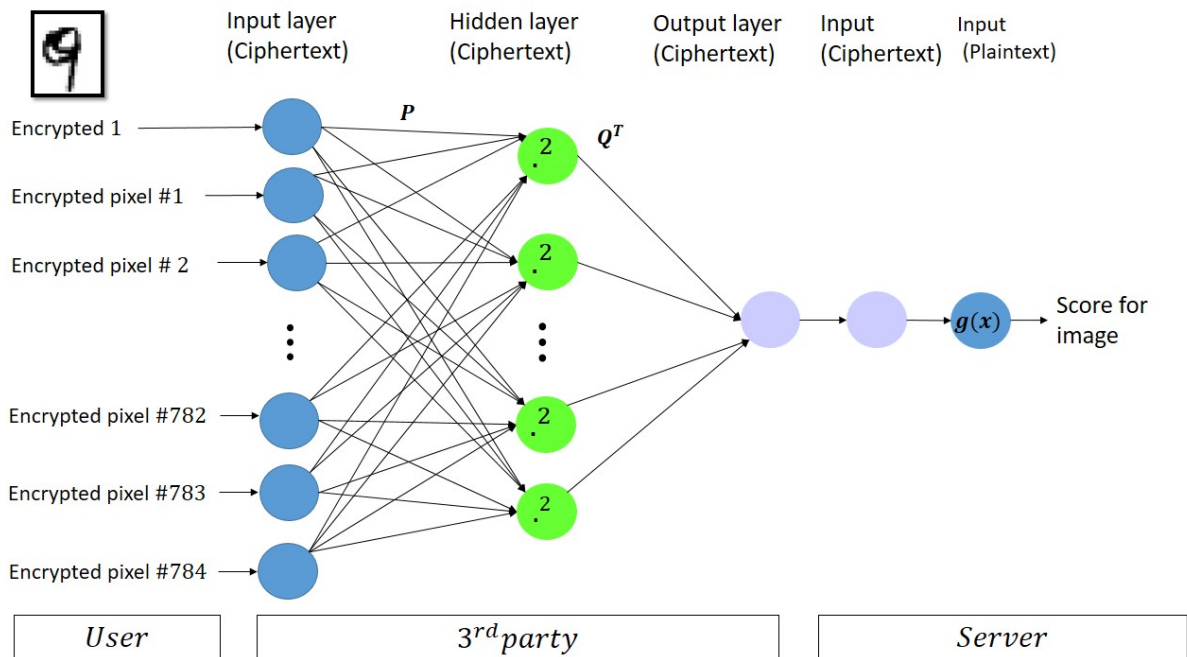 Input layer
(Ciphertext)
Hidden layer
(Ciphertext)
Output layer
(Ciphertext)
Input
(Ciphertext)
Input
(Plaintext)
9
Encrypted 1
Encrypted pixel #1
Encrypted pixel # 2
Encrypted pixel #782
Encrypted pixel #783
Encrypted pixel #784
P
Q^T
.²
.²
.²
.²
g(x)
Score for
image
User
3^rd party
Server